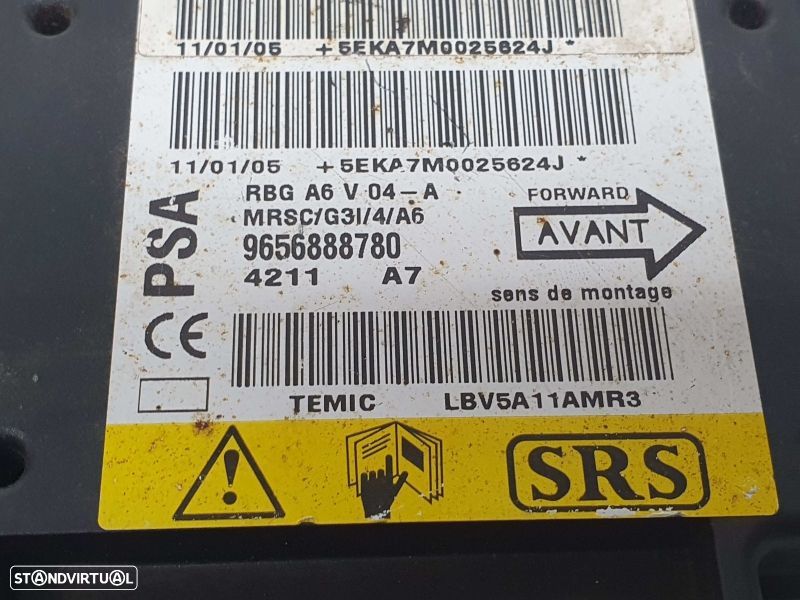 11/01/05 +5EKA7M0025624J *
11/01/05 +5EKA7M0025624J *
PSA
RBG A6 V 04-A
MRSC/G3I/4/A6
9656888780
4211 A7
FORWARD
AVANT
sens de montage
CE
TEMIC LBV5A11AMR3
SRS
STANDVIRTUAL